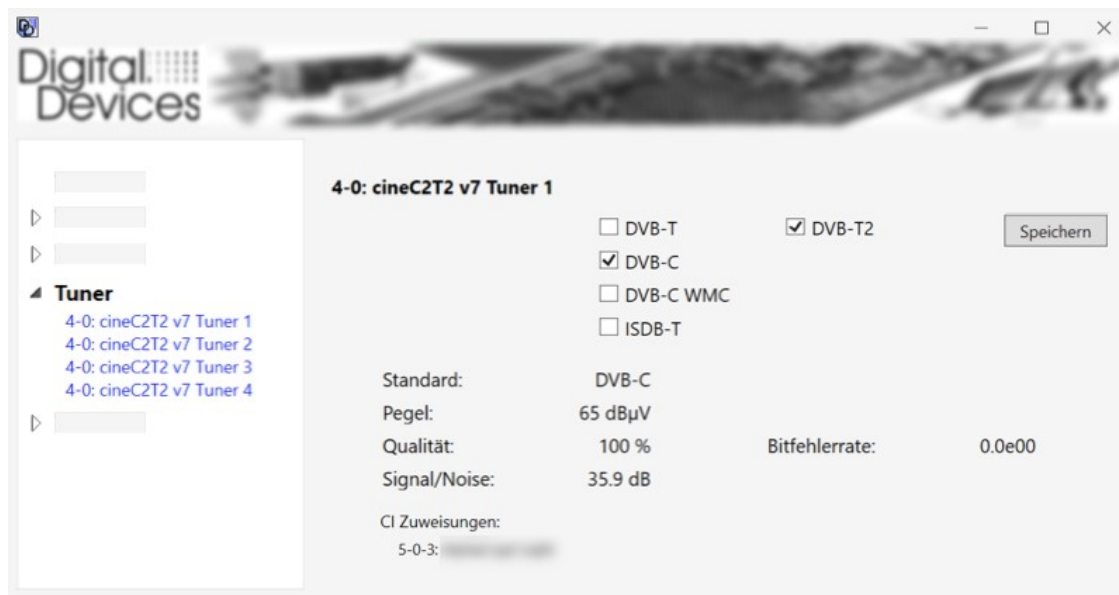 Digital
Devices
4-0: cineC2T2 v7 Tuner 1
DVB-T
DVB-T2
Speichern
DVB-C
DVB-C WMC
ISDB-T
Tuner
4-0: cineC2T2 v7 Tuner 1
4-0: cineC2T2 v7 Tuner 2
4-0: cineC2T2 v7 Tuner 3
4-0: cineC2T2 v7 Tuner 4
Standard: DVB-C
Pegel: 65 dBµV
Qualität: 100 % Bitfehlerrate: 0.0e00
Signal/Noise: 35.9 dB
CI Zuweisungen:
5-0-3: